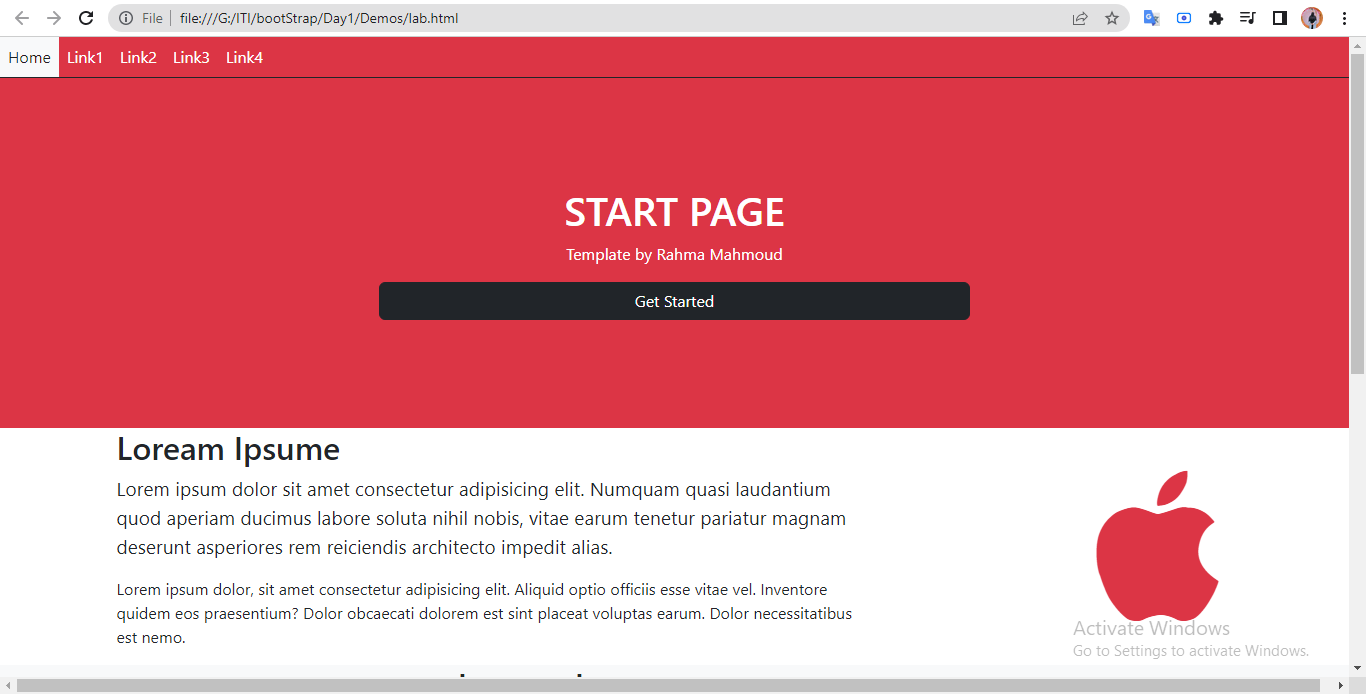 File file:///G:/ITI/bootStrap/Day1/Demos/lab.html
Home Link1 Link2 Link3 Link4
START PAGE
Template by Rahma Mahmoud
Get Started
Loream Ipsume
Lorem ipsum dolor sit amet consectetur adipisicing elit. Numquam quasi laudantium
quod aperiam ducimus labore soluta nihil nobis, vitae earum tenetur pariatur magnam
deserunt asperiores rem reiciendis architecto impedit alias.
Lorem ipsum dolor, sit amet consectetur adipisicing elit. Aliquid optio officiis esse vitae vel. Inventore
quidem eos praesentium? Dolor obcaecati dolorem est sint placeat voluptas earum. Dolor necessitatibus
est nemo.
Activate Windows
Go to Settings to activate Windows.